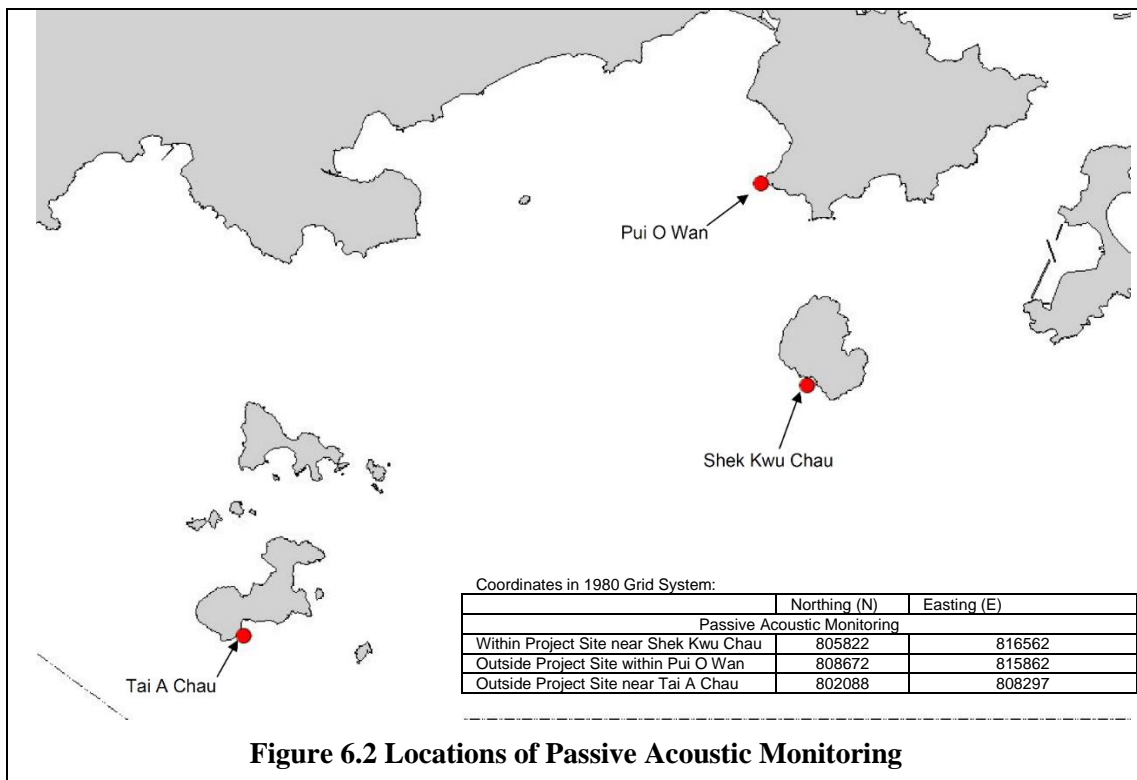 Pui O Wan
Shek Kwu Chau
Tai A Chau
Coordinates in 1980 Grid System:
Northing (N) Easting (E)
Passive Acoustic Monitoring
Within Project Site near Shek Kwu Chau 805822 816562
Outside Project Site within Pui O Wan 808672 815862
Outside Project Site near Tai A Chau 802088 808297
Figure 6.2 Locations of Passive Acoustic Monitoring